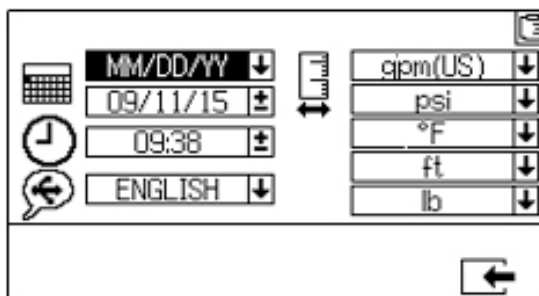 MM/DD/YY
09/11/15
09:38
ENGLISH
gpm(US)
psi
°F
ft
lb